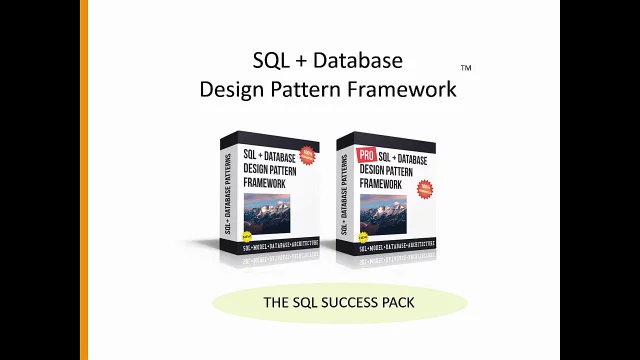 SQL + Database
Design Pattern Framework
TM
SQL + DATABASE
DESIGN PATTERN
FRAMEWORK
SQL+DATABASE PATTERNS
SQL•MODEL•DATABASE•ARCHITECTURE
PRO SQL + DATABASE
DESIGN PATTERN
FRAMEWORK
SQL+DATABASE PATTERNS
SQL•MODEL•DATABASE•ARCHITECTURE
THE SQL SUCCESS PACK